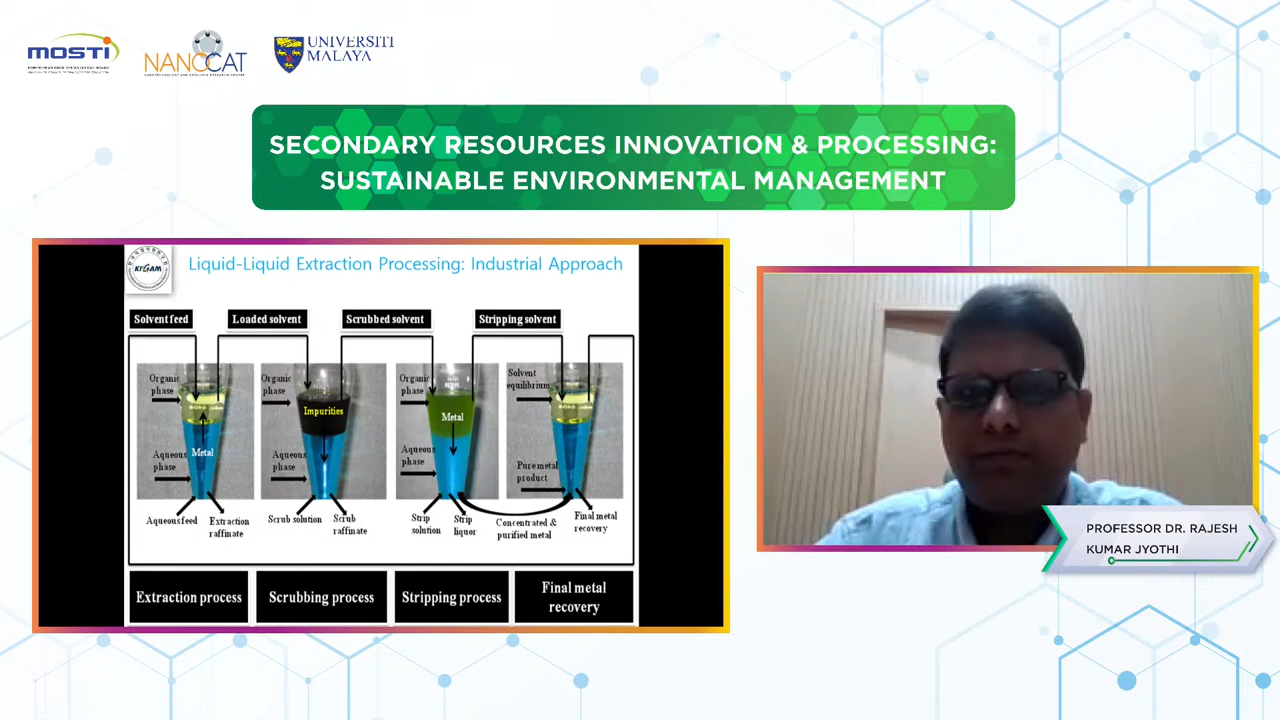 MOSTI
NANOCAT
UNIVERSITI
MALAYA
SECONDARY RESOURCES INNOVATION & PROCESSING:
SUSTAINABLE ENVIRONMENTAL MANAGEMENT
KIGAM
Liquid-Liquid Extraction Processing: Industrial Approach
Solvent feed
Loaded solvent
Scrubbed solvent
Stripping solvent
Organic
phase
Metal
Aqueous
phase
Aqueous feed
Extraction
raffinate
Organic
phase
Impurities
Aqueous
phase
Scrub solution
Scrub
raffinate
Organic
phase
Metal
Aqueous
phase
Strip
solution
Strip
liquor
Solvent
equilibrium
Pure metal
product
Concentrated &
purified metal
Final metal
recovery
Extraction process
Scrubbing process
Stripping process
Final metal
recovery
PROFESSOR DR. RAJESH
KUMAR JYOTHI